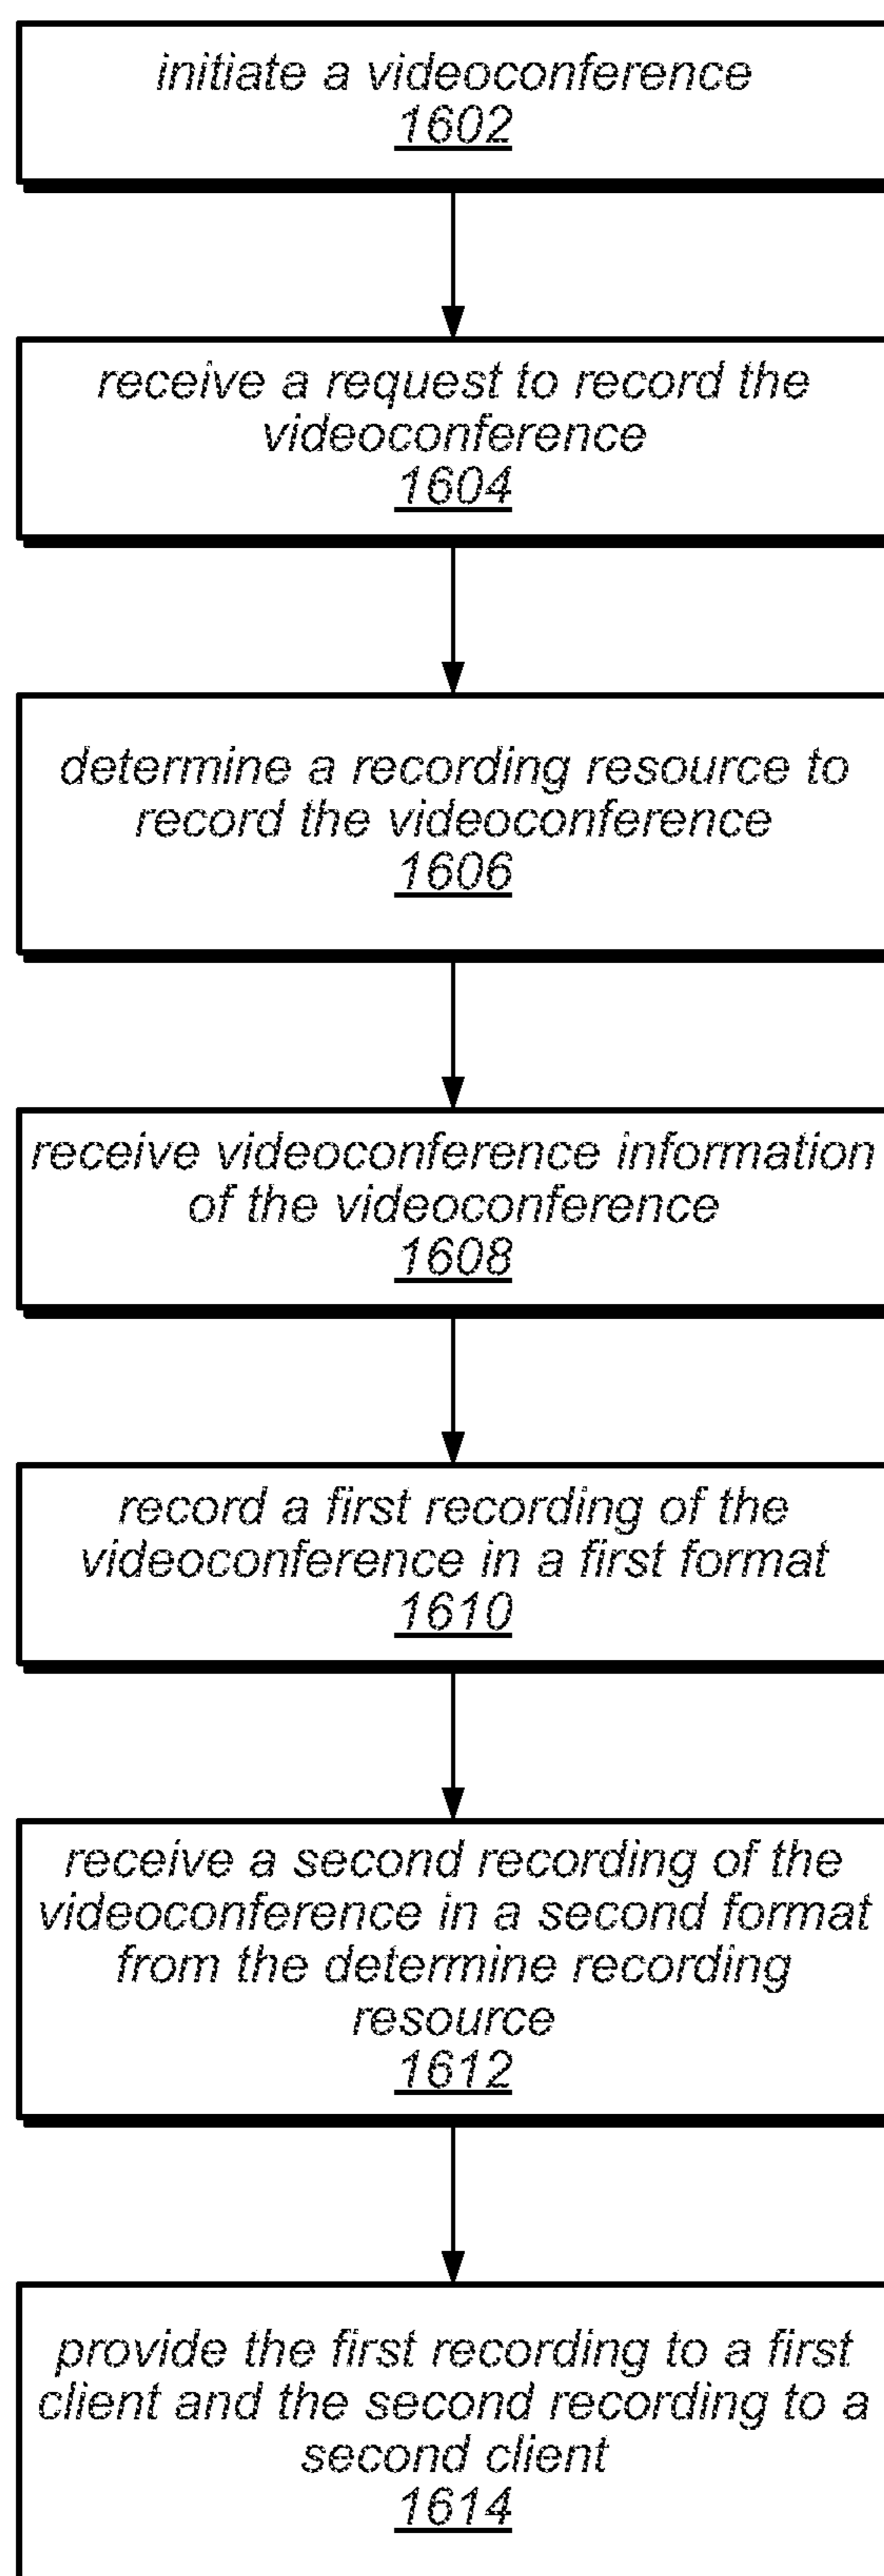 initiate a videoconference
1602
receive a request to record the
videoconference
1604
determine a recording resource to
record the videoconference
1606
receive videoconference information
of the videoconference
1608
record a first recording of the
videoconference in a first format
1610
receive a second recording of the
videoconference in a second format
from the determine recording
resource
1612
provide the first recording to a first
client and the second recording to a
second client
1614